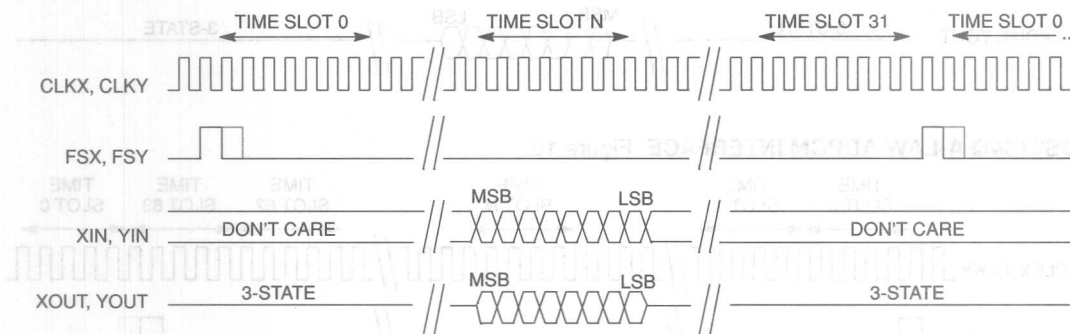 TIME SLOT 0 TIME SLOT N TIME SLOT 31 TIME SLOT 0
CLKX, CLKY
FSX, FSY
MSB LSB
XIN, YIN DON'T CARE DON'T CARE
MSB LSB
XOUT, YOUT 3-STATE 3-STATE